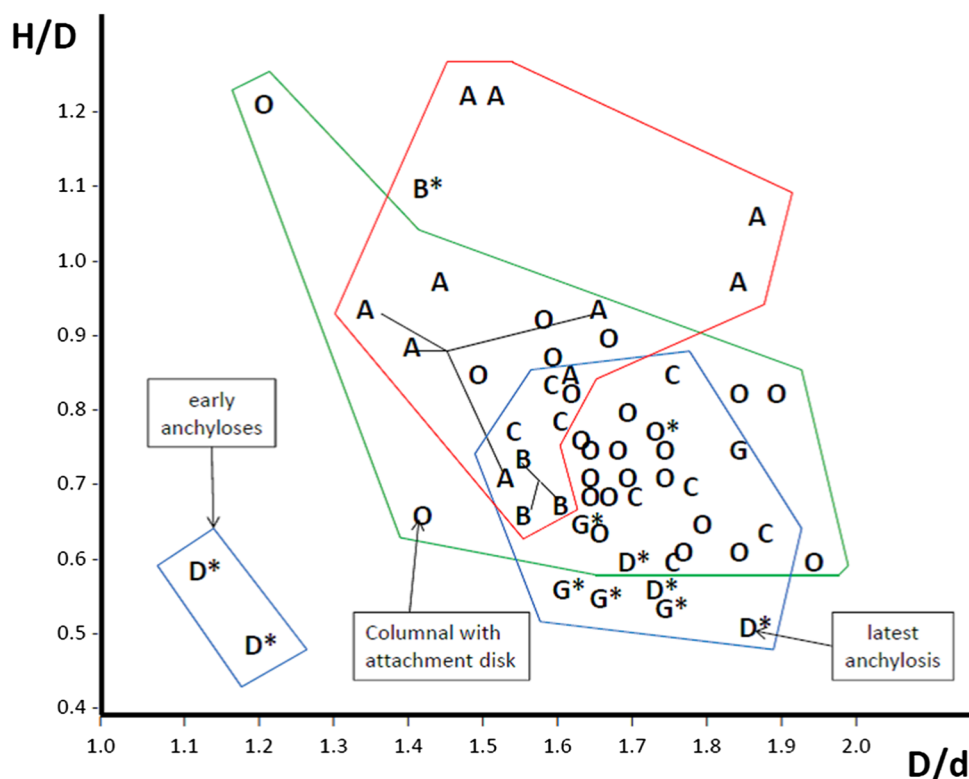 H/D
O
A A
1.2 -
B*
1.1 -
A
1.0 -
A
A
A
A
O
0.9 -
O
A
O
O
A
C
C
O
O
O
0.8 -
early
anchyloses
O
C
C
O
O
*
O
O
O
G
B
0.7 -
A
O
O
O
C
O
O
C
B
B
O
G*
O
O
C
0.6 -
D*
D*
C
O
O
O
G*
G*
D*
G*
0.5 -
D*
D*
Columnal with
attachment disk
latest
anchylosis
0.4 -
1.0 1.1 1.2 1.3 1.4 1.5 1.6 1.7 1.8 1.9 2.0
D/d